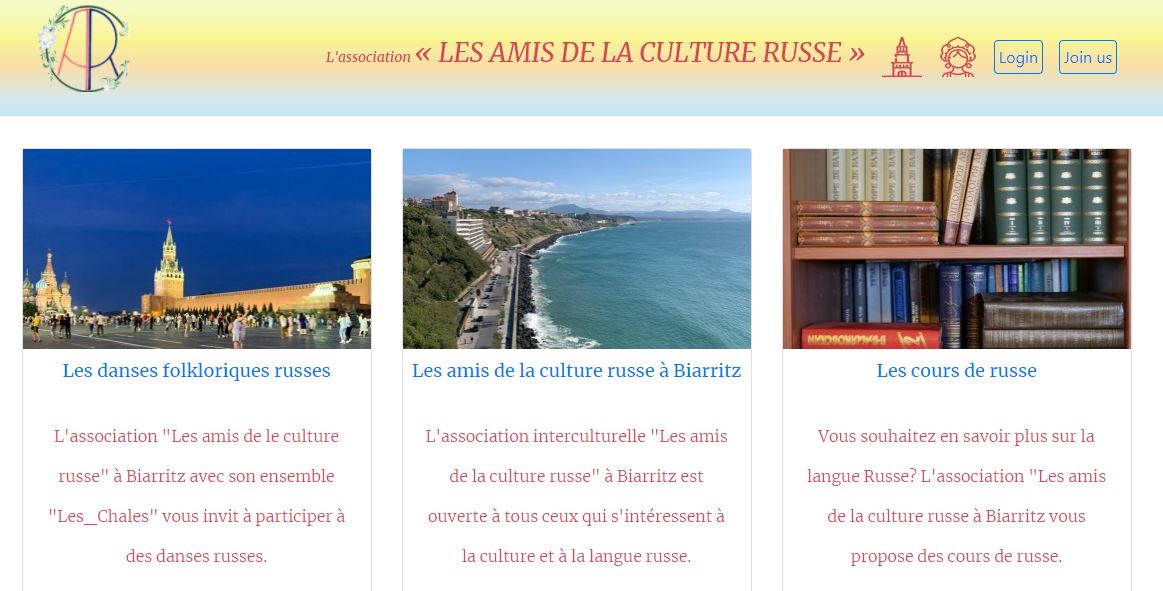 L'association « LES AMIS DE LA CULTURE RUSSE »
Login
Join us
Les danses folkloriques russes
L'association "Les amis de le culture
russe" à Biarritz avec son ensemble
"Les_Chales" vous invit à participer à
des danses russes.
Les amis de la culture russe à Biarritz
L'association interculturelle "Les amis
de la culture russe" à Biarritz est
ouverte à tous ceux qui s'intéressent à
la culture et à la langue russe.
Les cours de russe
Vous souhaitez en savoir plus sur la
langue Russe? L'association "Les amis
de la culture russe à Biarritz vous
propose des cours de russe.